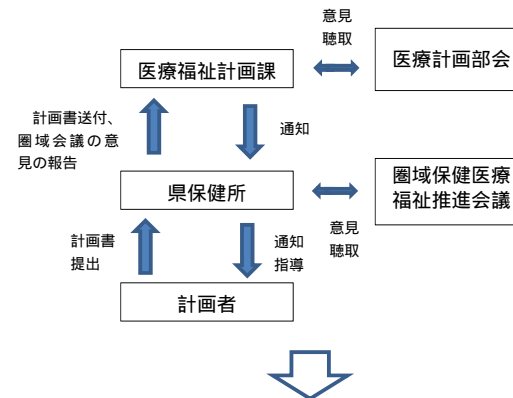 意見
聴取
医療福祉計画課
医療計画部会
計画書送付、
圏域会議の意
見の報告
通知
県保健所
圏域保健医療
福祉推進会議
計画書
提出
通知
指導
意見
聴取
計画者